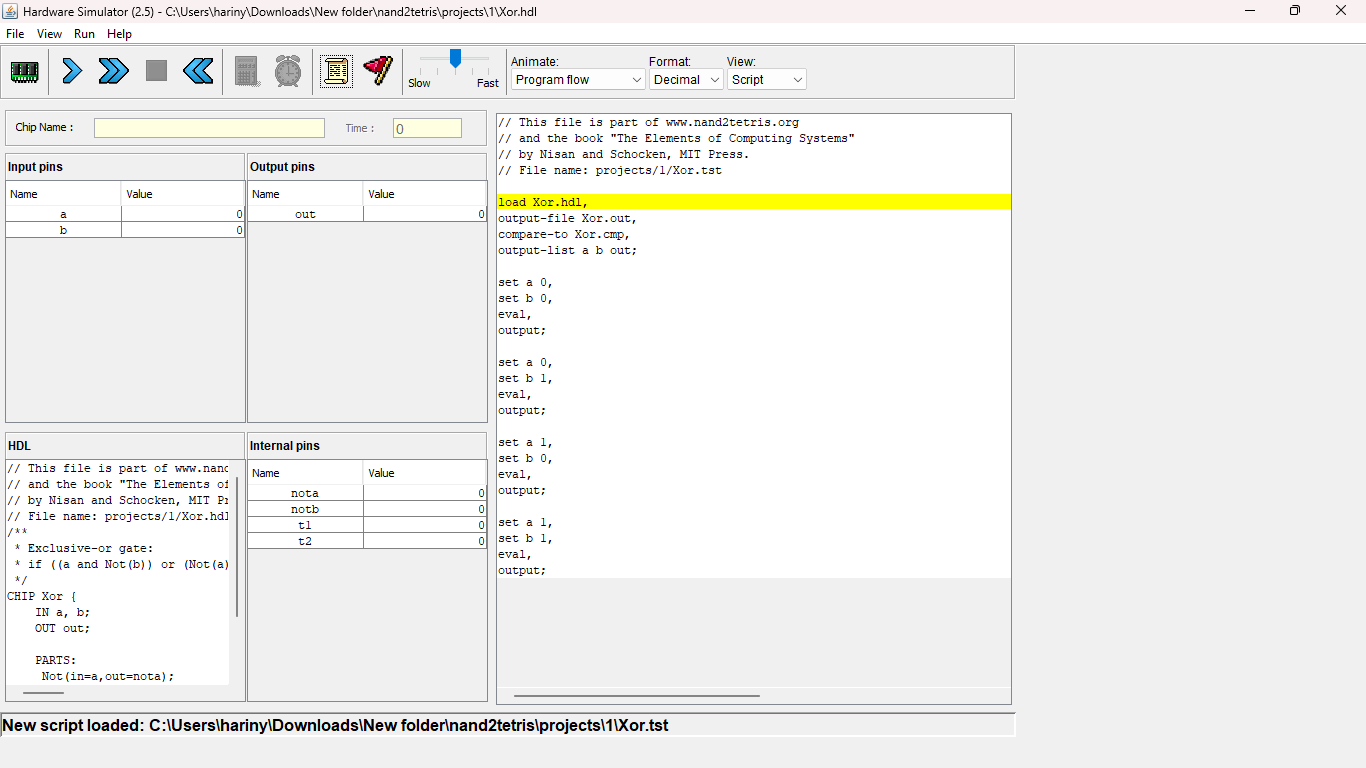 Hardware Simulator (2.5) - C:\Users\hariny\Downloads\New folder\nand2tetris\projects\1\Xor.hdl
File View Run Help
Slow Fast
Animate: Format: View:
Program flow Decimal Script
Chip Name : Time : 0
Input pins
Name Value
a 0
b 0
Output pins
Name Value
out 0
HDL
// This file is part of www.nand
// and the book "The Elements of
// by Nisan and Schocken, MIT Pr
// File name: projects/1/Xor.hdl
/**
* Exclusive-or gate:
* if ((a and Not(b)) or (Not(a)
*/
CHIP Xor {
IN a, b;
OUT out;
PARTS:
Not(in=a,out=nota);
Internal pins
Name Value
nota 0
notb 0
t1 0
t2 0
// This file is part of www.nand2tetris.org
// and the book "The Elements of Computing Systems"
// by Nisan and Schocken, MIT Press.
// File name: projects/1/Xor.tst
load Xor.hdl,
output-file Xor.out,
compare-to Xor.cmp,
output-list a b out;
set a 0,
set b 0,
eval,
output;
set a 0,
set b 1,
eval,
output;
set a 1,
set b 0,
eval,
output;
set a 1,
set b 1,
eval,
output;
New script loaded: C:\Users\hariny\Downloads\New folder\nand2tetris\projects\1\Xor.tst